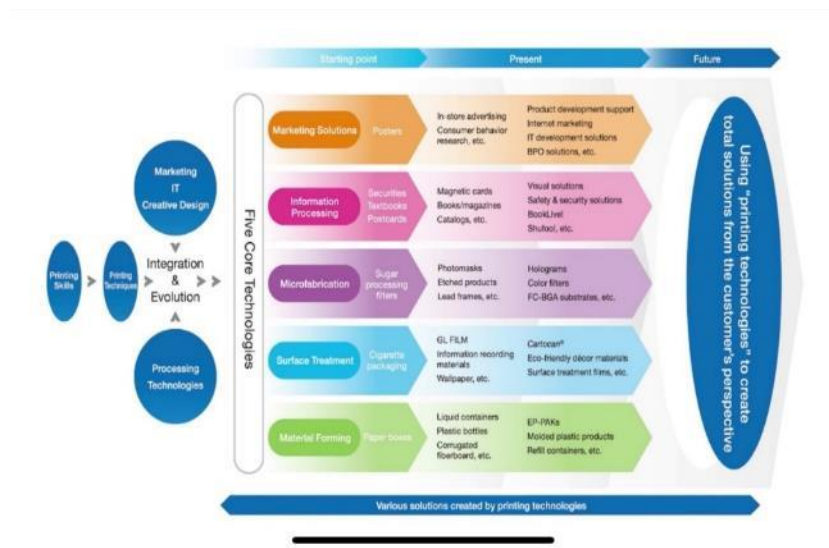 Starting point
Present
Future
Printing
Skills
Printing
Techniques
Marketing
IT
Creative Design
Integration
&
Evolution
Processing
Technologies
Five Core Technologies
Marketing Solutions
Posters
In-store advertising
Consumer behavior
research, etc.
Product development support
Internet marketing
IT development solutions
BPO solutions, etc.
Information
Processing
Securities
Textbooks
Postcards
Magnetic cards
Books/magazines
Catalogs, etc.
Visual solutions
Safety & security solutions
BookLive!
Shufoo!, etc.
Microfabrication
Sugar
processing
filters
Photomasks
Etched products
Lead frames, etc.
Holograms
Color filters
FC-BGA substrates, etc.
Surface Treatment
Cigarette
packaging
GL FILM
Information recording
materials
Wallpaper, etc.
Cartocan®
Eco-friendly décor materials
Surface treatment films, etc.
Material Forming
Paper boxes
Liquid containers
Plastic bottles
Corrugated
fiberboard, etc.
EP-PAKs
Molded plastic products
Refill containers, etc.
Using "printing technologies" to create
total solutions from the customer's perspective
Various solutions created by printing technologies